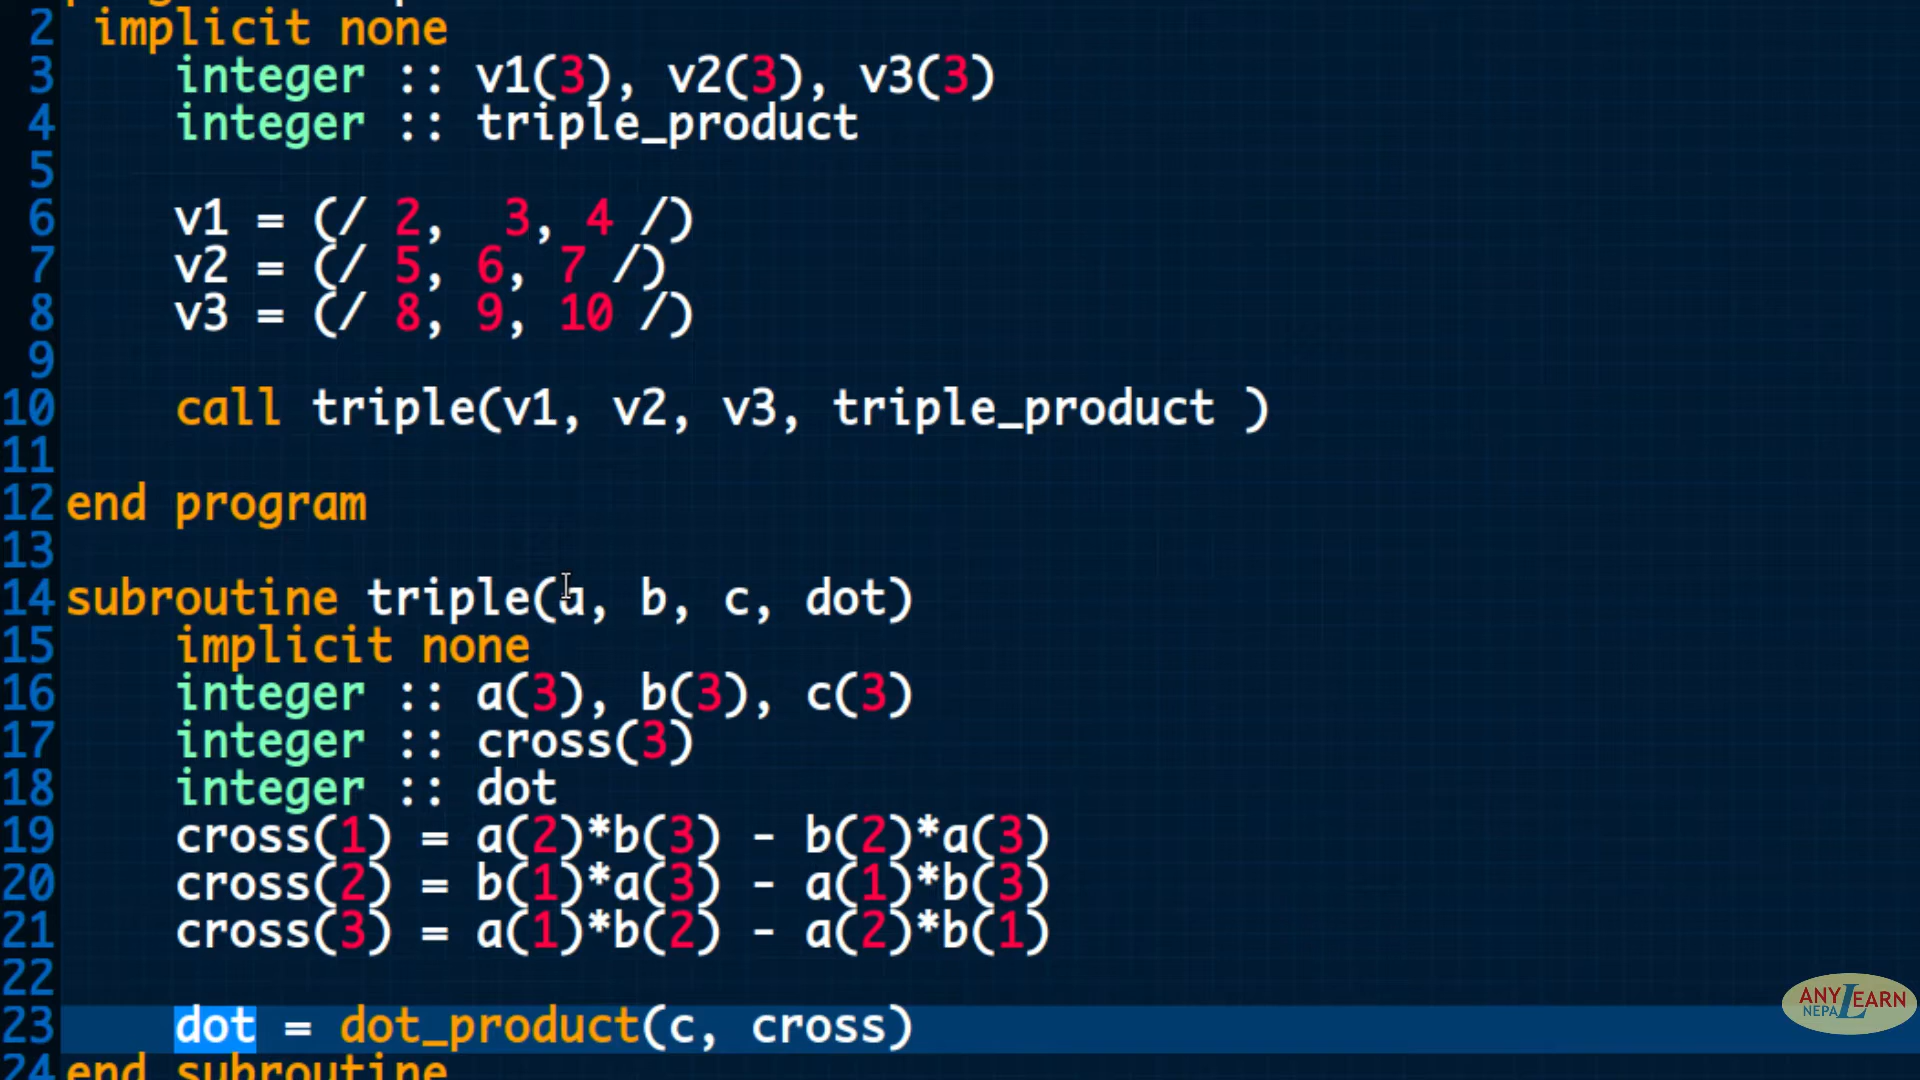 2 implicit none
3 integer :: v1(3), v2(3), v3(3)
4 integer :: triple_product
5
6 v1 = (/ 2, 3, 4 /)
7 v2 = (/ 5, 6, 7 /)
8 v3 = (/ 8, 9, 10 /)
9
10 call triple(v1, v2, v3, triple_product )
11
12 end program
13
14 subroutine triple(a, b, c, dot)
15 implicit none
16 integer :: a(3), b(3), c(3)
17 integer :: cross(3)
18 integer :: dot
19 cross(1) = a(2)*b(3) - b(2)*a(3)
20 cross(2) = b(1)*a(3) - a(1)*b(3)
21 cross(3) = a(1)*b(2) - a(2)*b(1)
22
23 dot = dot_product(c, cross)
24 end subroutine
ANY LEARN
NEPAL